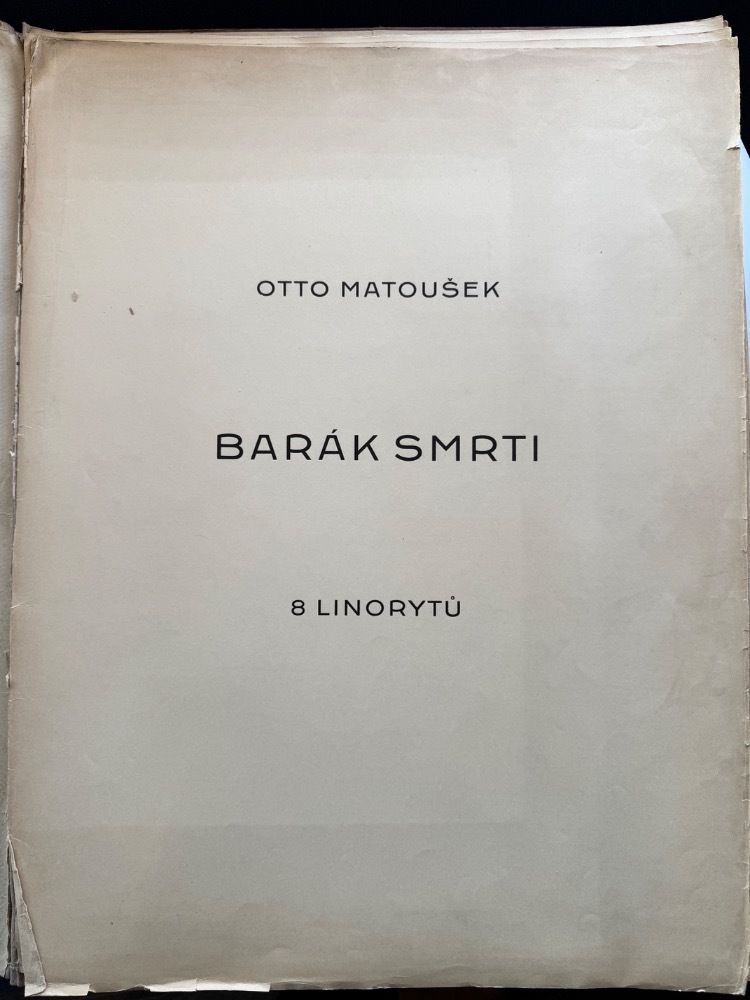 OTTO MATOUŠEK
BARÁK SMRTI
8 LINORYTŮ